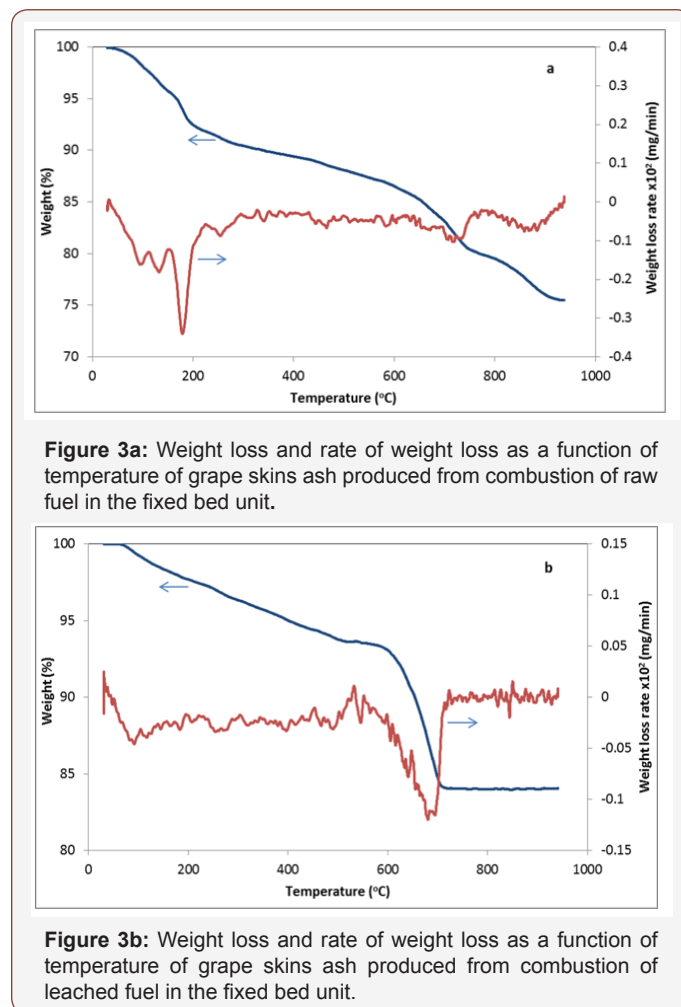 a
100
95
90
85
80
75
70
Weight (%)
0.4
0.3
0.2
0.1
0
-0.1
-0.2
-0.3
-0.4
Weight loss rate x10² (mg/min)
0 200 400 600 800 1000
Temperature (°C)
Figure 3a: Weight loss and rate of weight loss as a function of
temperature of grape skins ash produced from combustion of raw
fuel in the fixed bed unit.
b
100
95
90
85
80
Weight (%)
0.15
0.1
0.05
0
-0.05
-0.1
-0.15
Weight loss rate x10² (mg/min)
0 200 400 600 800 1000
Temperature (°C)
Figure 3b: Weight loss and rate of weight loss as a function of
temperature of grape skins ash produced from combustion of
leached fuel in the fixed bed unit.